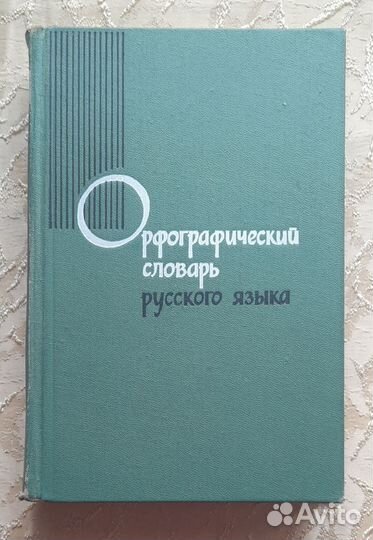 Орфографический
словарь
русского языка
Avito